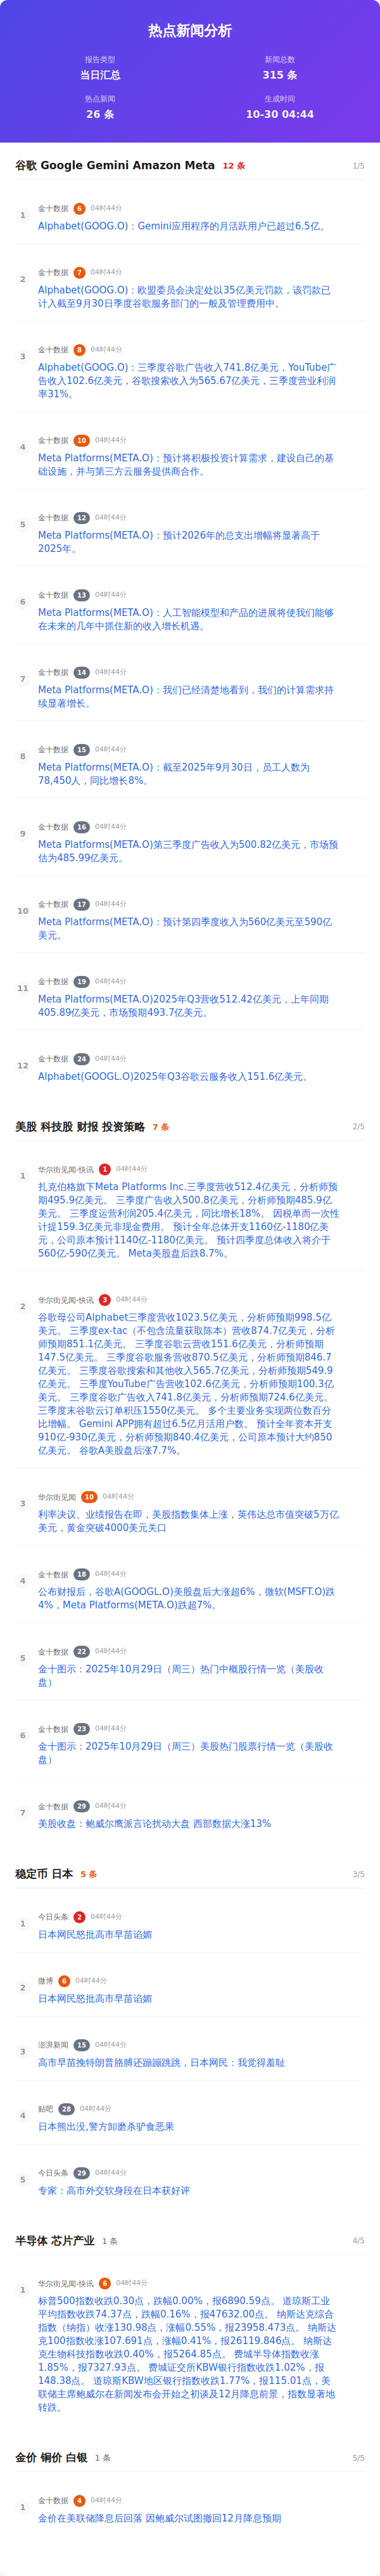 热点新闻分析
报告类型
当日汇总
新闻总数
315 条
热点新闻
26 条
生成时间
10-30 04:44
谷歌 Google Gemini Amazon Meta 12 条 1/5
1
金十数据 6 04时44分
Alphabet(GOOG.O)：Gemini应用程序的月活跃用户已超过6.5亿。
2
金十数据 7 04时44分
Alphabet(GOOG.O)：欧盟委员会决定处以35亿美元罚款，该罚款已
计入截至9月30日季度谷歌服务部门的一般及管理费用中。
3
金十数据 8 04时44分
Alphabet(GOOG.O)：三季度谷歌广告收入741.8亿美元，YouTube广
告收入102.6亿美元，谷歌搜索收入为565.67亿美元，三季度营业利润
率31%。
4
金十数据 10 04时44分
Meta Platforms(META.O)：预计将积极投资计算需求，建设自己的基
础设施，并与第三方云服务提供商合作。
5
金十数据 12 04时44分
Meta Platforms(META.O)：预计2026年的总支出增幅将显著高于
2025年。
6
金十数据 13 04时44分
Meta Platforms(META.O)：人工智能模型和产品的进展将使我们能够
在未来的几年中抓住新的收入增长机遇。
7
金十数据 14 04时44分
Meta Platforms(META.O)：我们已经清楚地看到，我们的计算需求持
续显著增长。
8
金十数据 15 04时44分
Meta Platforms(META.O)：截至2025年9月30日，员工人数为
78,450人，同比增长8%。
9
金十数据 16 04时44分
Meta Platforms(META.O)第三季度广告收入为500.82亿美元，市场预
估为485.99亿美元。
10
金十数据 17 04时44分
Meta Platforms(META.O)：预计第四季度收入为560亿美元至590亿
美元。
11
金十数据 19 04时44分
Meta Platforms(META.O)2025年Q3营收512.42亿美元，上年同期
405.89亿美元，市场预期493.7亿美元。
12
金十数据 24 04时44分
Alphabet(GOOGL.O)2025年Q3谷歌云服务收入151.6亿美元。
美股 科技股 财报 投资策略 7 条 2/5
1
华尔街见闻-快讯 1 04时44分
扎克伯格旗下Meta Platforms Inc.三季度营收512.4亿美元，分析师预
期495.9亿美元。 三季度广告收入500.8亿美元，分析师预期485.9亿
美元。 三季度运营利润205.4亿美元，同比增长18%。 因税单而一次性
计提159.3亿美元非现金费用。 预计全年总体开支1160亿-1180亿美
元，公司原本预计1140亿-1180亿美元。 预计四季度总体收入将介于
560亿-590亿美元。 Meta美股盘后跌8.7%。
2
华尔街见闻-快讯 3 04时44分
谷歌母公司Alphabet三季度营收1023.5亿美元，分析师预期998.5亿
美元。 三季度ex-tac（不包含流量获取陈本）营收874.7亿美元，分析
师预期851.1亿美元。 三季度谷歌云营收151.6亿美元，分析师预期
147.5亿美元。 三季度谷歌服务营收870.5亿美元，分析师预期846.7
亿美元。 三季度谷歌搜索和其他收入565.7亿美元，分析师预期549.9
亿美元。 三季度YouTube广告营收102.6亿美元，分析师预期100.3亿
美元。 三季度谷歌广告收入741.8亿美元，分析师预期724.6亿美元。
三季度末谷歌云订单积压1550亿美元。 多个主要业务实现两位数百分
比增幅。 Gemini APP拥有超过6.5亿月活用户数。 预计全年资本开支
910亿-930亿美元，分析师预期840.4亿美元，公司原本预计大约850
亿美元。 谷歌A美股盘后涨7.7%。
3
华尔街见闻 10 04时44分
利率决议、业绩报告在即，美股指数集体上涨，英伟达总市值突破5万亿
美元，黄金突破4000美元关口
4
金十数据 18 04时44分
公布财报后，谷歌A(GOOGL.O)美股盘后大涨超6%，微软(MSFT.O)跌
4%，Meta Platforms(META.O)跌超7%。
5
金十数据 22 04时44分
金十图示：2025年10月29日（周三）热门中概股行情一览（美股收
盘）
6
金十数据 23 04时44分
金十图示：2025年10月29日（周三）美股热门股票行情一览（美股收
盘）
7
金十数据 29 04时44分
美股收盘：鲍威尔鹰派言论扰动大盘 西部数据大涨13%
稳定币 日本 5 条 3/5
1
今日头条 2 04时44分
日本网民怒批高市早苗谄媚
2
微博 6 04时44分
日本网民怒批高市早苗谄媚
3
澎湃新闻 15 04时44分
高市早苗挽特朗普胳膊还蹦蹦跳跳，日本网民：我觉得羞耻
4
贴吧 28 04时44分
日本熊出没,警方卸磨杀驴食恶果
5
今日头条 29 04时44分
专家：高市外交软身段在日本获好评
半导体 芯片产业 1 条 4/5
1
华尔街见闻-快讯 6 04时44分
标普500指数收跌0.30点，跌幅0.00%，报6890.59点。 道琼斯工业
平均指数收跌74.37点，跌幅0.16%，报47632.00点。 纳斯达克综合
指数（纳指）收涨130.98点，涨幅0.55%，报23958.473点。 纳斯达
克100指数收涨107.691点，涨幅0.41%，报26119.846点。 纳斯达
克生物科技指数收跌0.40%，报5264.85点。 费城半导体指数收涨
1.85%，报7327.93点。 费城证交所KBW银行指数收跌1.02%，报
148.38点。 道琼斯KBW地区银行指数收跌1.77%，报115.01点，美
联储主席鲍威尔在新闻发布会开始之初谈及12月降息前景，指数显著地
转跌。
金价 铜价 白银 1 条 5/5
1
金十数据 4 04时44分
金价在美联储降息后回落 因鲍威尔试图撤回12月降息预期